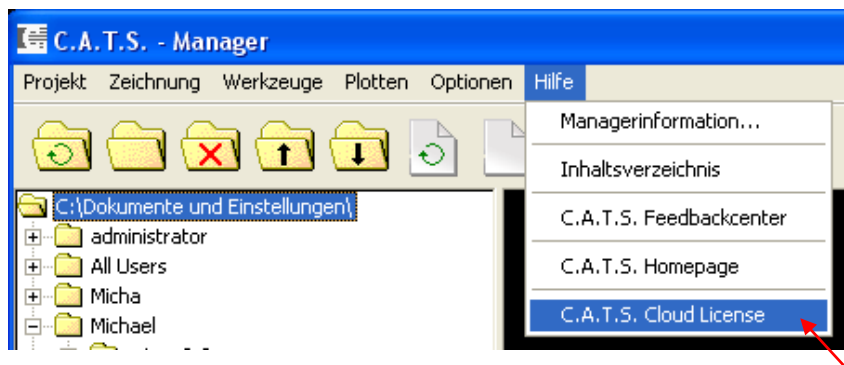 C.A.T.S. - Manager
Projekt Zeichnung Werkzeuge Plotten Optionen Hilfe
Managerinformation...
Inhaltsverzeichnis
C.A.T.S. Feedbackcenter
C.A.T.S. Homepage
C.A.T.S. Cloud License
C:\Dokumente und Einstellungen\
administrator
All Users
Micha
Michael